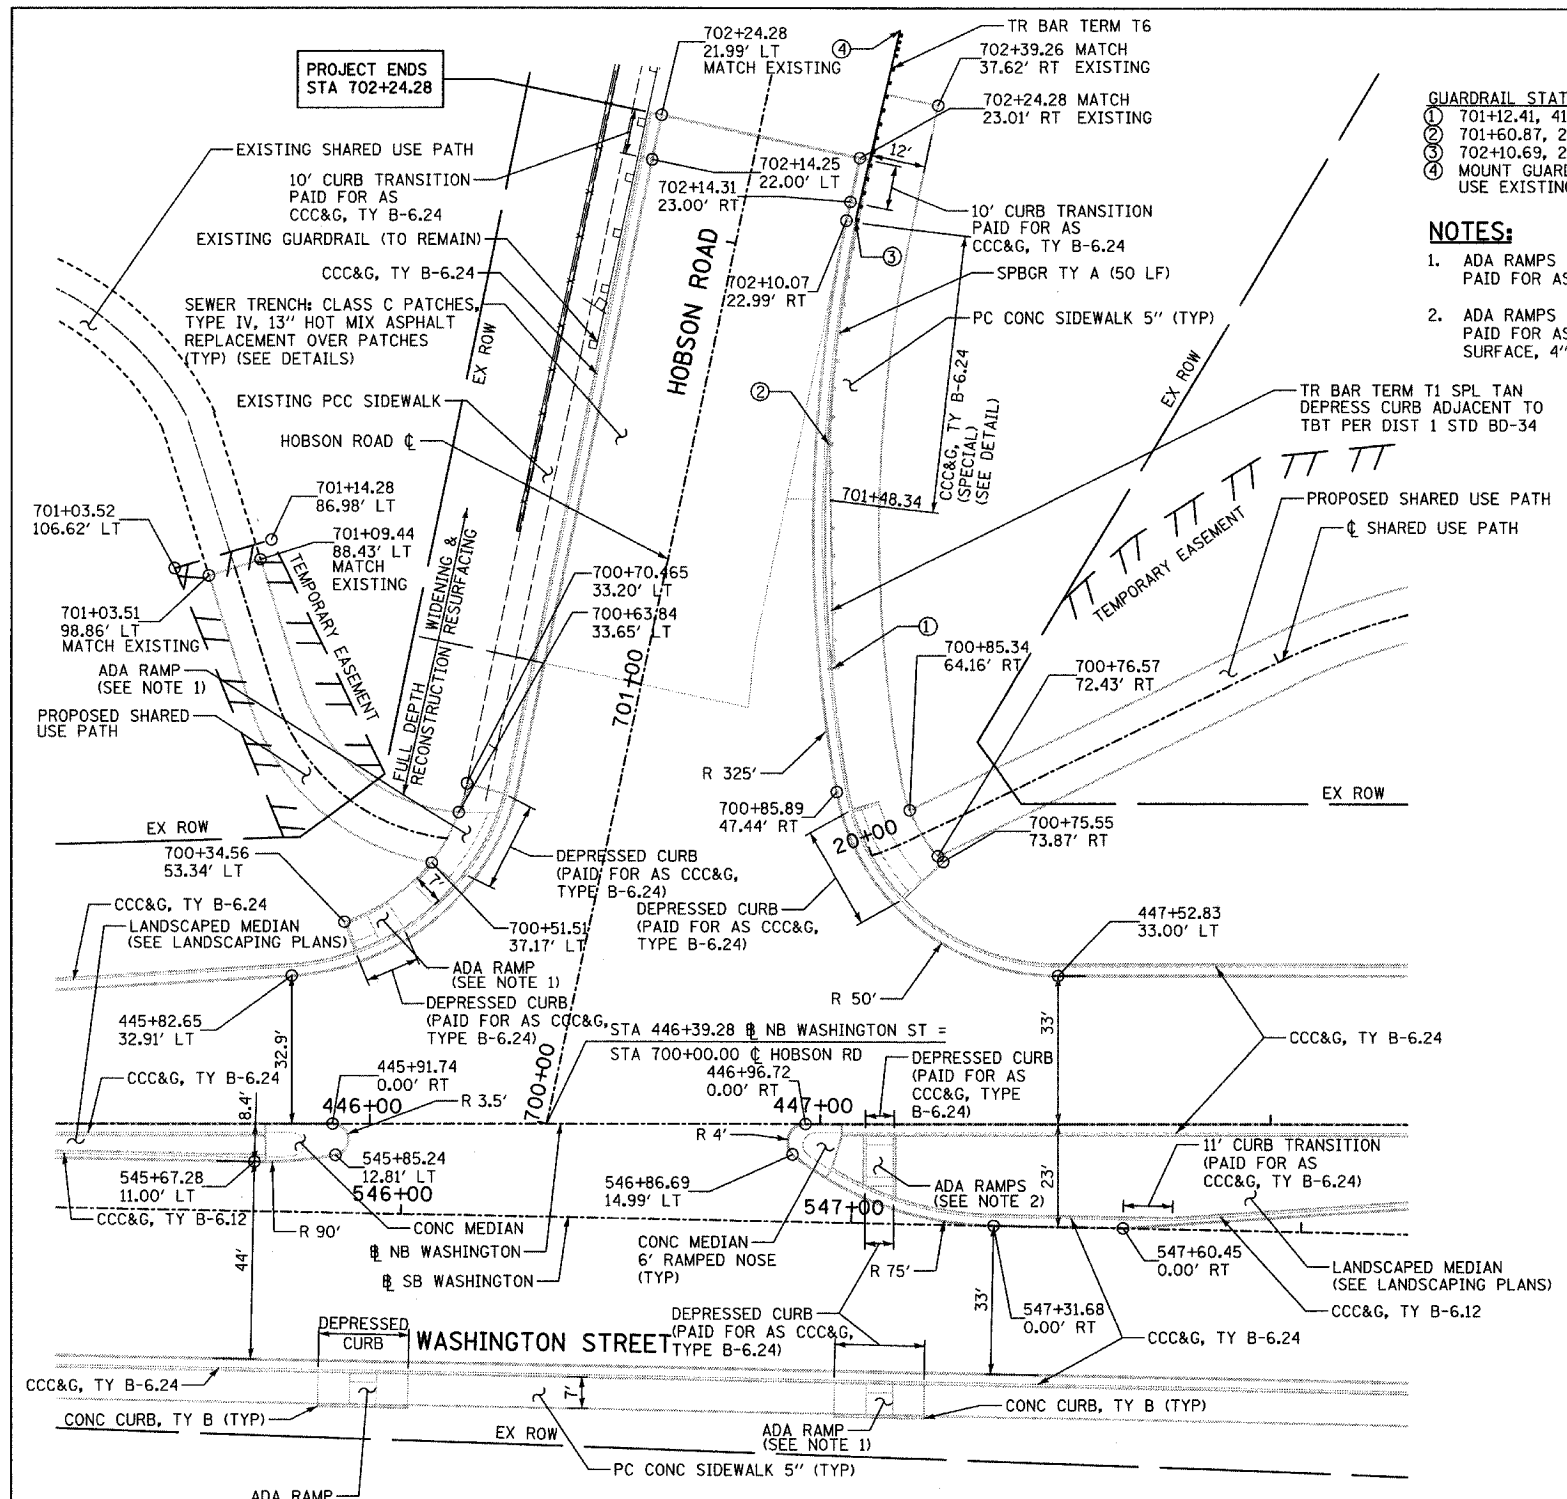 PROJECT ENDS
STA 702+24.28
702+24.28
21.99' LT
MATCH EXISTING
TR BAR TERM T6
④
702+39.26 MATCH
37.62' RT EXISTING
702+24.28 MATCH
23.01' RT EXISTING
12'
GUARDRAIL STAT
① 701+12.41, 41
② 701+60.87, 2
③ 702+10.69, 2
④ MOUNT GUARD
USE EXISTING
NOTES:
1. ADA RAMPS
PAID FOR AS
2. ADA RAMPS
PAID FOR AS
SURFACE, 4"
EXISTING SHARED USE PATH
10' CURB TRANSITION
PAID FOR AS
CCC&G, TY B-6.24
EXISTING GUARDRAIL (TO REMAIN)
CCC&G, TY B-6.24
SEWER TRENCH: CLASS C PATCHES,
TYPE IV, 13" HOT MIX ASPHALT
REPLACEMENT OVER PATCHES
(TYP) (SEE DETAILS)
EX ROW
EXISTING PCC SIDEWALK
HOBSON ROAD ℄
702+14.25
22.00' LT
702+14.31
23.00' RT
702+10.07
22.99' RT
HOBSON ROAD
10' CURB TRANSITION
PAID FOR AS
CCC&G, TY B-6.24
③
SPBGR TY A (50 LF)
PC CONC SIDEWALK 5" (TYP)
②
CCC&G, TY B-6.24
(SPECIAL)
(SEE DETAIL)
701+48.34
EX ROW
TR BAR TERM T1 SPL TAN
DEPRESS CURB ADJACENT TO
TBT PER DIST 1 STD BD-34
PROPOSED SHARED USE PATH
℄ SHARED USE PATH
TEMPORARY EASEMENT
701+03.52
106.62' LT
701+14.28
86.98' LT
701+09.44
88.43' LT
MATCH
EXISTING
701+03.51
98.86' LT
MATCH EXISTING
TEMPORARY EASEMENT
WIDENING &
RESURFACING
FULL DEPTH
RECONSTRUCTION
700+70.465
33.20' LT
700+63.84
33.65' LT
701+00
①
700+85.34
64.16' RT
700+76.57
72.43' RT
ADA RAMP
(SEE NOTE 1)
PROPOSED SHARED
USE PATH
R 325'
700+85.89
47.44' RT
20+00
700+75.55
73.87' RT
EX ROW
EX ROW
700+34.56
53.34' LT
7'
DEPRESSED CURB
(PAID FOR AS CCC&G,
TYPE B-6.24)
DEPRESSED CURB
(PAID FOR AS CCC&G,
TYPE B-6.24)
CCC&G, TY B-6.24
LANDSCAPED MEDIAN
(SEE LANDSCAPING PLANS)
700+51.51
37.17' LT
ADA RAMP
(SEE NOTE 1)
DEPRESSED CURB
(PAID FOR AS CCC&G,
TYPE B-6.24)
447+52.83
33.00' LT
R 50'
445+82.65
32.91' LT
32.9'
STA 446+39.28 ⅊ NB WASHINGTON ST =
STA 700+00.00 ℄ HOBSON RD
700+00
33'
CCC&G, TY B-6.24
CCC&G, TY B-6.24
8.4'
445+91.74
0.00' RT
446+00
R 3.5'
446+96.72
0.00' RT
447+00
DEPRESSED CURB
(PAID FOR AS
CCC&G, TYPE
B-6.24)
R 4'
545+67.28
11.00' LT
545+85.24
12.81' LT
546+00
546+86.69
14.99' LT
547+00
ADA RAMPS
(SEE NOTE 2)
23'
11' CURB TRANSITION
(PAID FOR AS
CCC&G, TY B-6.24)
CCC&G, TY B-6.12
R 90'
CONC MEDIAN
⅊ NB WASHINGTON
⅊ SB WASHINGTON
CONC MEDIAN
6' RAMPED NOSE
(TYP)
R 75'
44'
33'
547+60.45
0.00' RT
LANDSCAPED MEDIAN
(SEE LANDSCAPING PLANS)
CCC&G, TY B-6.12
547+31.68
0.00' RT
CCC&G, TY B-6.24
DEPRESSED
CURB
WASHINGTON STREET
DEPRESSED CURB
(PAID FOR AS CCC&G,
TYPE B-6.24)
CCC&G, TY B-6.24
7'
CONC CURB, TY B (TYP)
CONC CURB, TY B (TYP)
EX ROW
ADA RAMP
(SEE NOTE 1)
PC CONC SIDEWALK 5" (TYP)
ADA RAMP